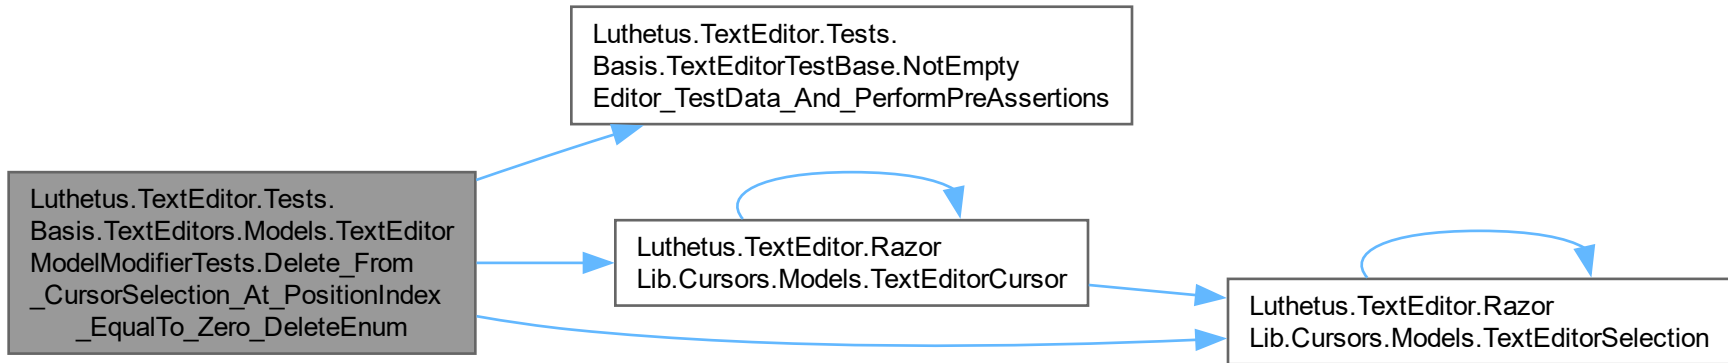 Luthetus.TextEditor.Tests.
Basis.TextEditorTestBase.NotEmpty
Editor_TestData_And_PerformPreAssertions
Luthetus.TextEditor.Tests.
Basis.TextEditors.Models.TextEditor
ModelModifierTests.Delete_From
_CursorSelection_At_PositionIndex
_EqualTo_Zero_DeleteEnum
Luthetus.TextEditor.Razor
Lib.Cursors.Models.TextEditorCursor
Luthetus.TextEditor.Razor
Lib.Cursors.Models.TextEditorSelection